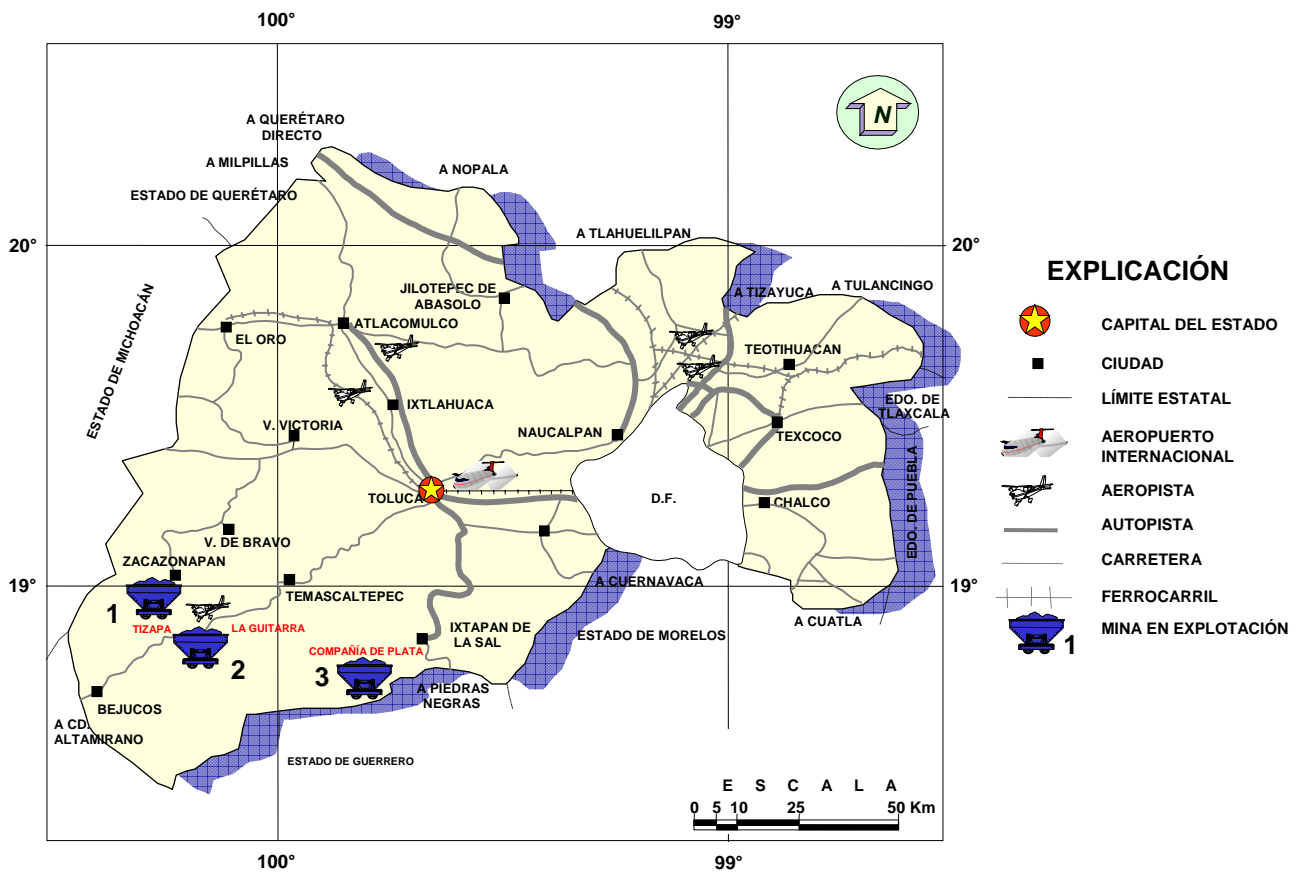 100°
99°
N
A QUERÉTARO
DIRECTO
A MILPILLAS
A NOPALA
ESTADO DE QUERÉTARO
A TLAHUELILPAN
20°
20°
JILOTEPEC DE
ABASOLO
A TIZAYUCA
A TULANCINGO
ESTADO DE MICHOACÁN
EL ORO
ATLACOMULCO
TEOTIHUACAN
IXTLAHUACA
EDO. DE
TLAXCALA
V. VICTORIA
NAUCALPAN
TEXCOCO
TOLUCA
D.F.
CHALCO
EDO. DE PUEBLA
V. DE BRAVO
ZACAZONAPAN
19°
19°
TEMASCALTEPEC
A CUERNAVACA
1
TIZAPA
LA GUITARRA
IXTAPAN DE
LA SAL
ESTADO DE MORELOS
A CUATLA
2
COMPAÑÍA DE PLATA
3
A PIEDRAS
NEGRAS
BEJUCOS
A CD.
ALTAMIRANO
ESTADO DE GUERRERO
E S C A L A
0 5 10 25 50 Km
100°
99°
EXPLICACIÓN
CAPITAL DEL ESTADO
CIUDAD
LÍMITE ESTATAL
AEROPUERTO
INTERNACIONAL
AEROPISTA
AUTOPISTA
CARRETERA
FERROCARRIL
MINA EN EXPLOTACIÓN
1